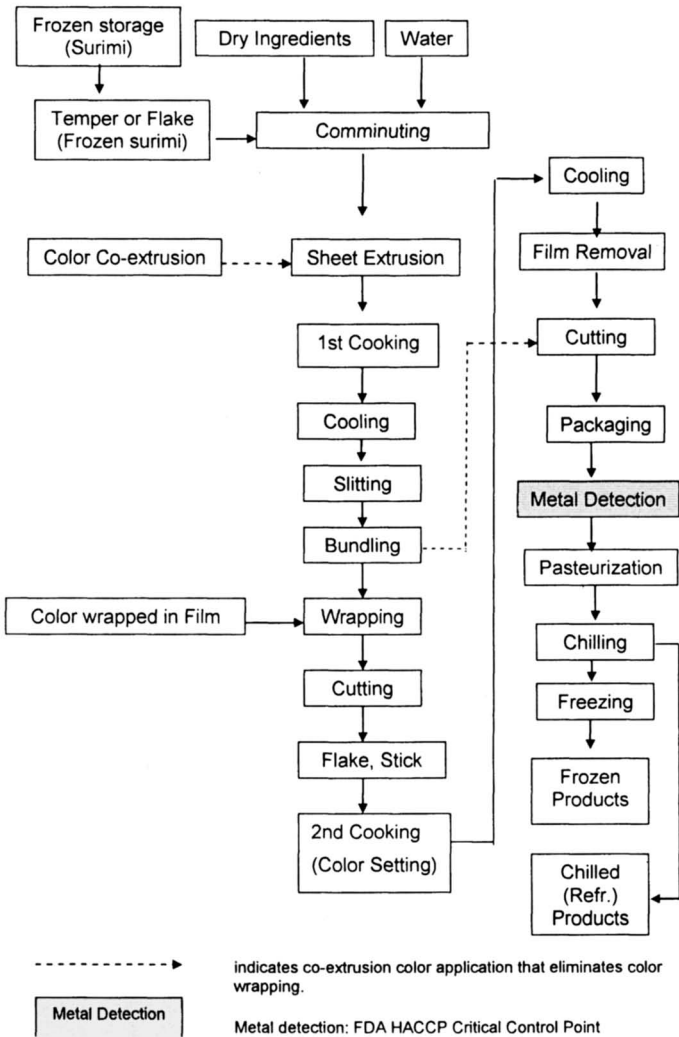 Frozen storage
(Surimi)
Dry Ingredients
Water
Temper or Flake
(Frozen surimi)
Comminuting
Color Co-extrusion
Sheet Extrusion
1st Cooking
Cooling
Slitting
Bundling
Color wrapped in Film
Wrapping
Cutting
Flake, Stick
2nd Cooking
(Color Setting)
Cooling
Film Removal
Cutting
Packaging
Metal Detection
Pasteurization
Chilling
Freezing
Frozen
Products
Chilled
(Refr.)
Products
indicates co-extrusion color application that eliminates color
wrapping.
Metal Detection
Metal detection: FDA HACCP Critical Control Point